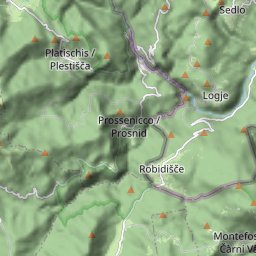 Sedlo
Platischis /
Plestišča
Logje
Prossenicco /
Prosnid
Robidišče
Montefos
Čarni V